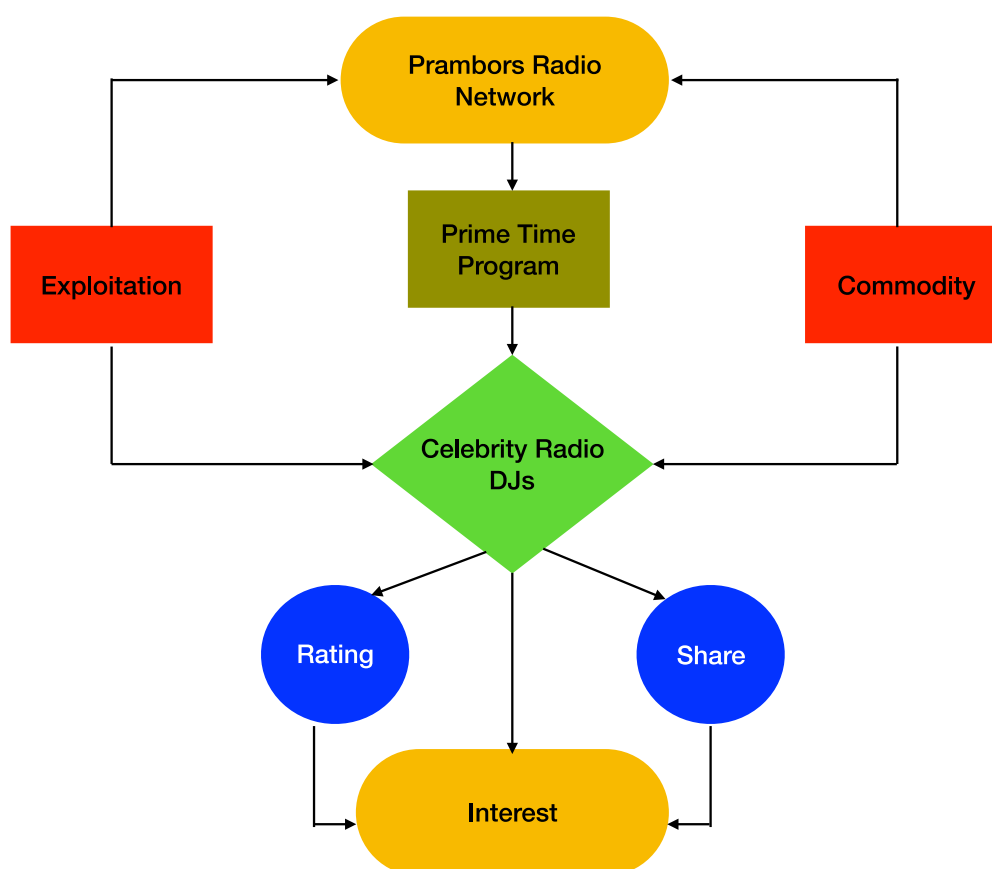 Prambors Radio
Network
Prime Time
Program
Exploitation
Commodity
Celebrity Radio
DJs
Rating
Share
Interest